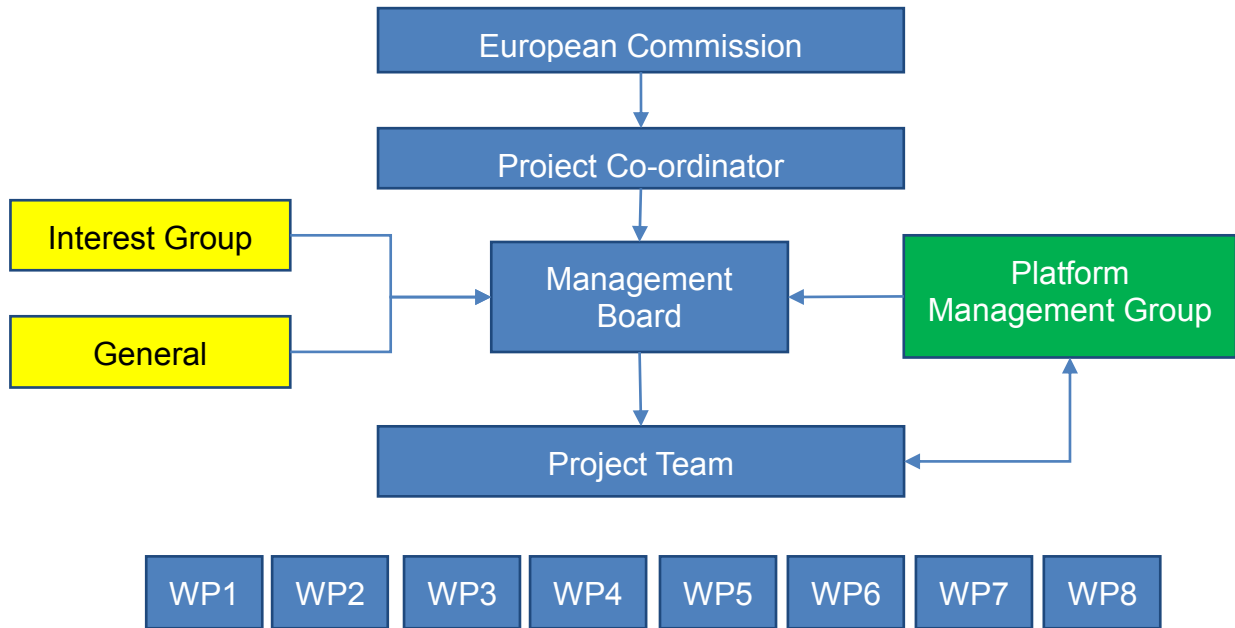 European Commission
Project Co-ordinator
Interest Group
General
Management
Board
Platform
Management Group
Project Team
WP1 WP2 WP3 WP4 WP5 WP6 WP7 WP8